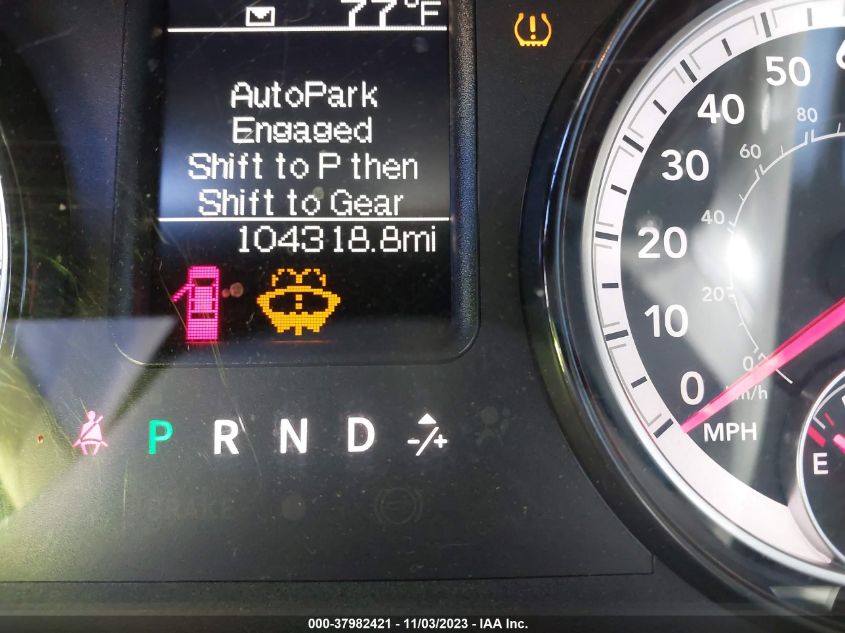 77°F
AutoPark
Engaged
Shift to P then
Shift to Gear
104318.8mi
P R N D -/+
BRAKE
50
40
30
20
10
0
MPH
80
60
40
20
0
km/h
E
000-37982421 - 11/03/2023 - IAA Inc.